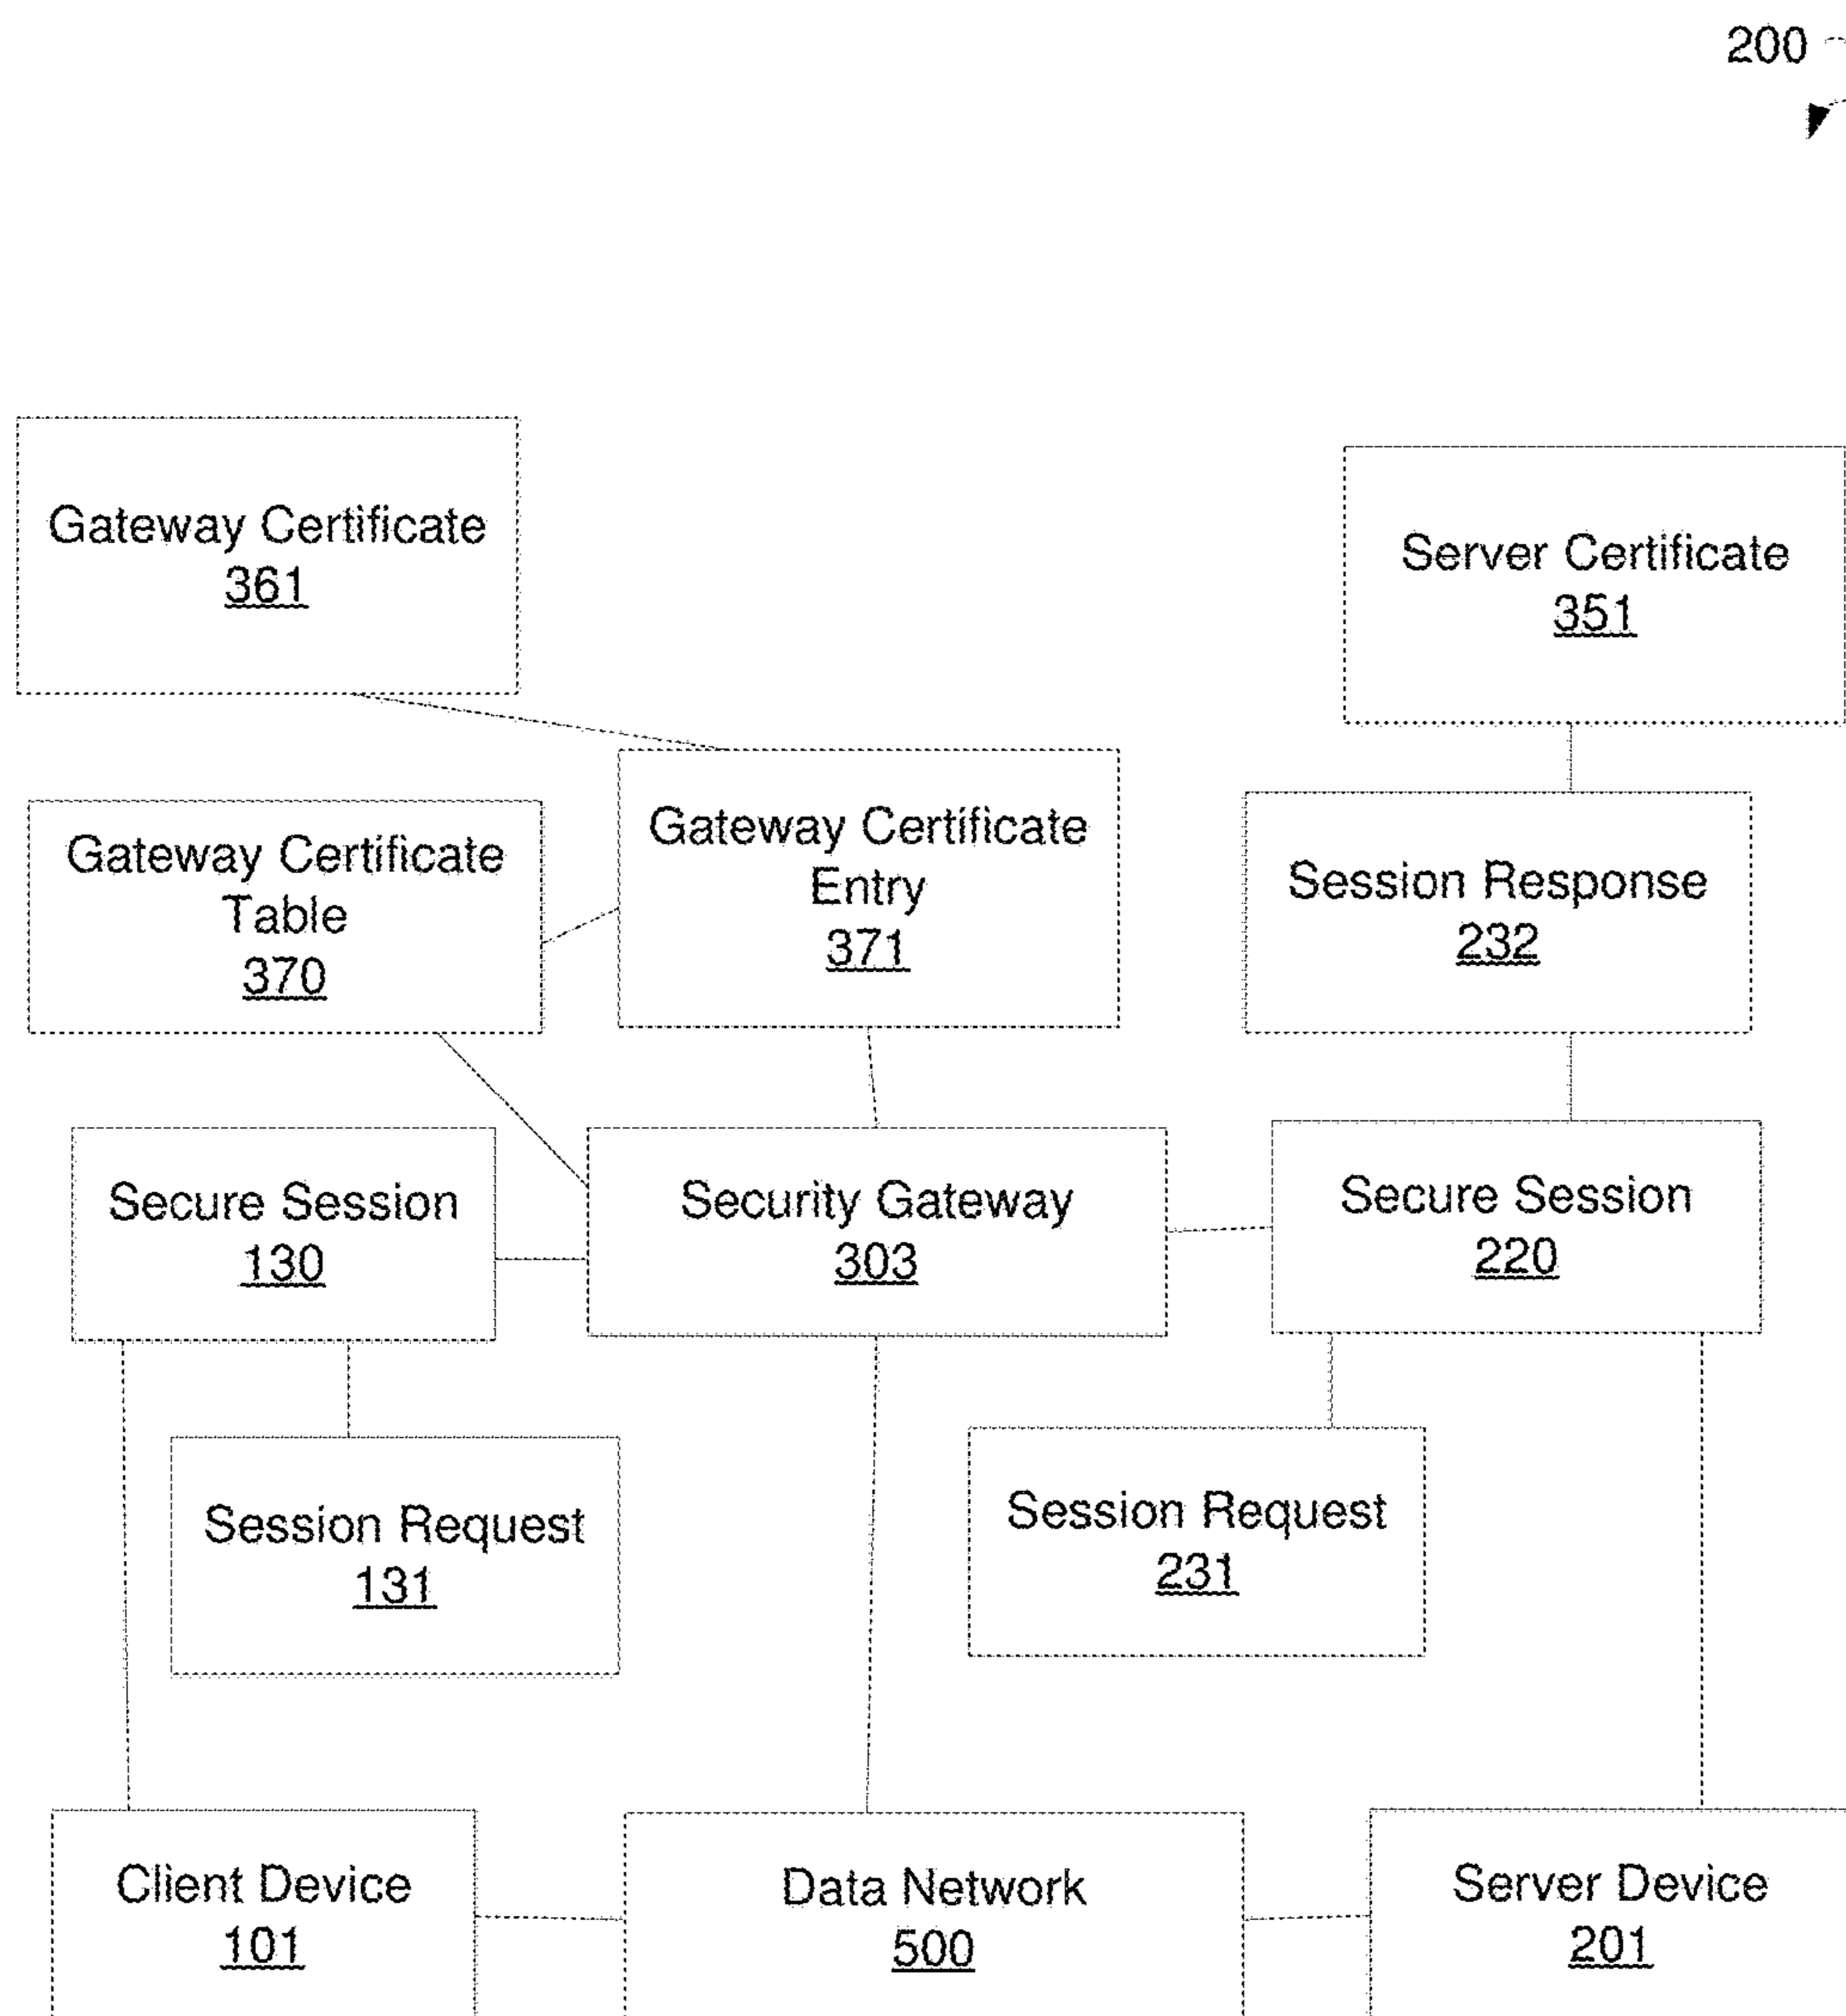 200
Gateway Certificate
361
Server Certificate
351
Gateway Certificate
Table
370
Gateway Certificate
Entry
371
Session Response
232
Secure Session
130
Security Gateway
303
Secure Session
220
Session Request
131
Session Request
231
Client Device
101
Data Network
500
Server Device
201